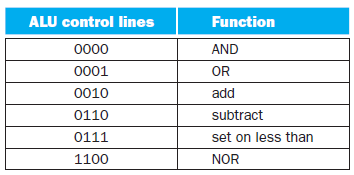 ALU control lines Function
0000 AND
0001 OR
0010 add
0110 subtract
0111 set on less than
1100 NOR